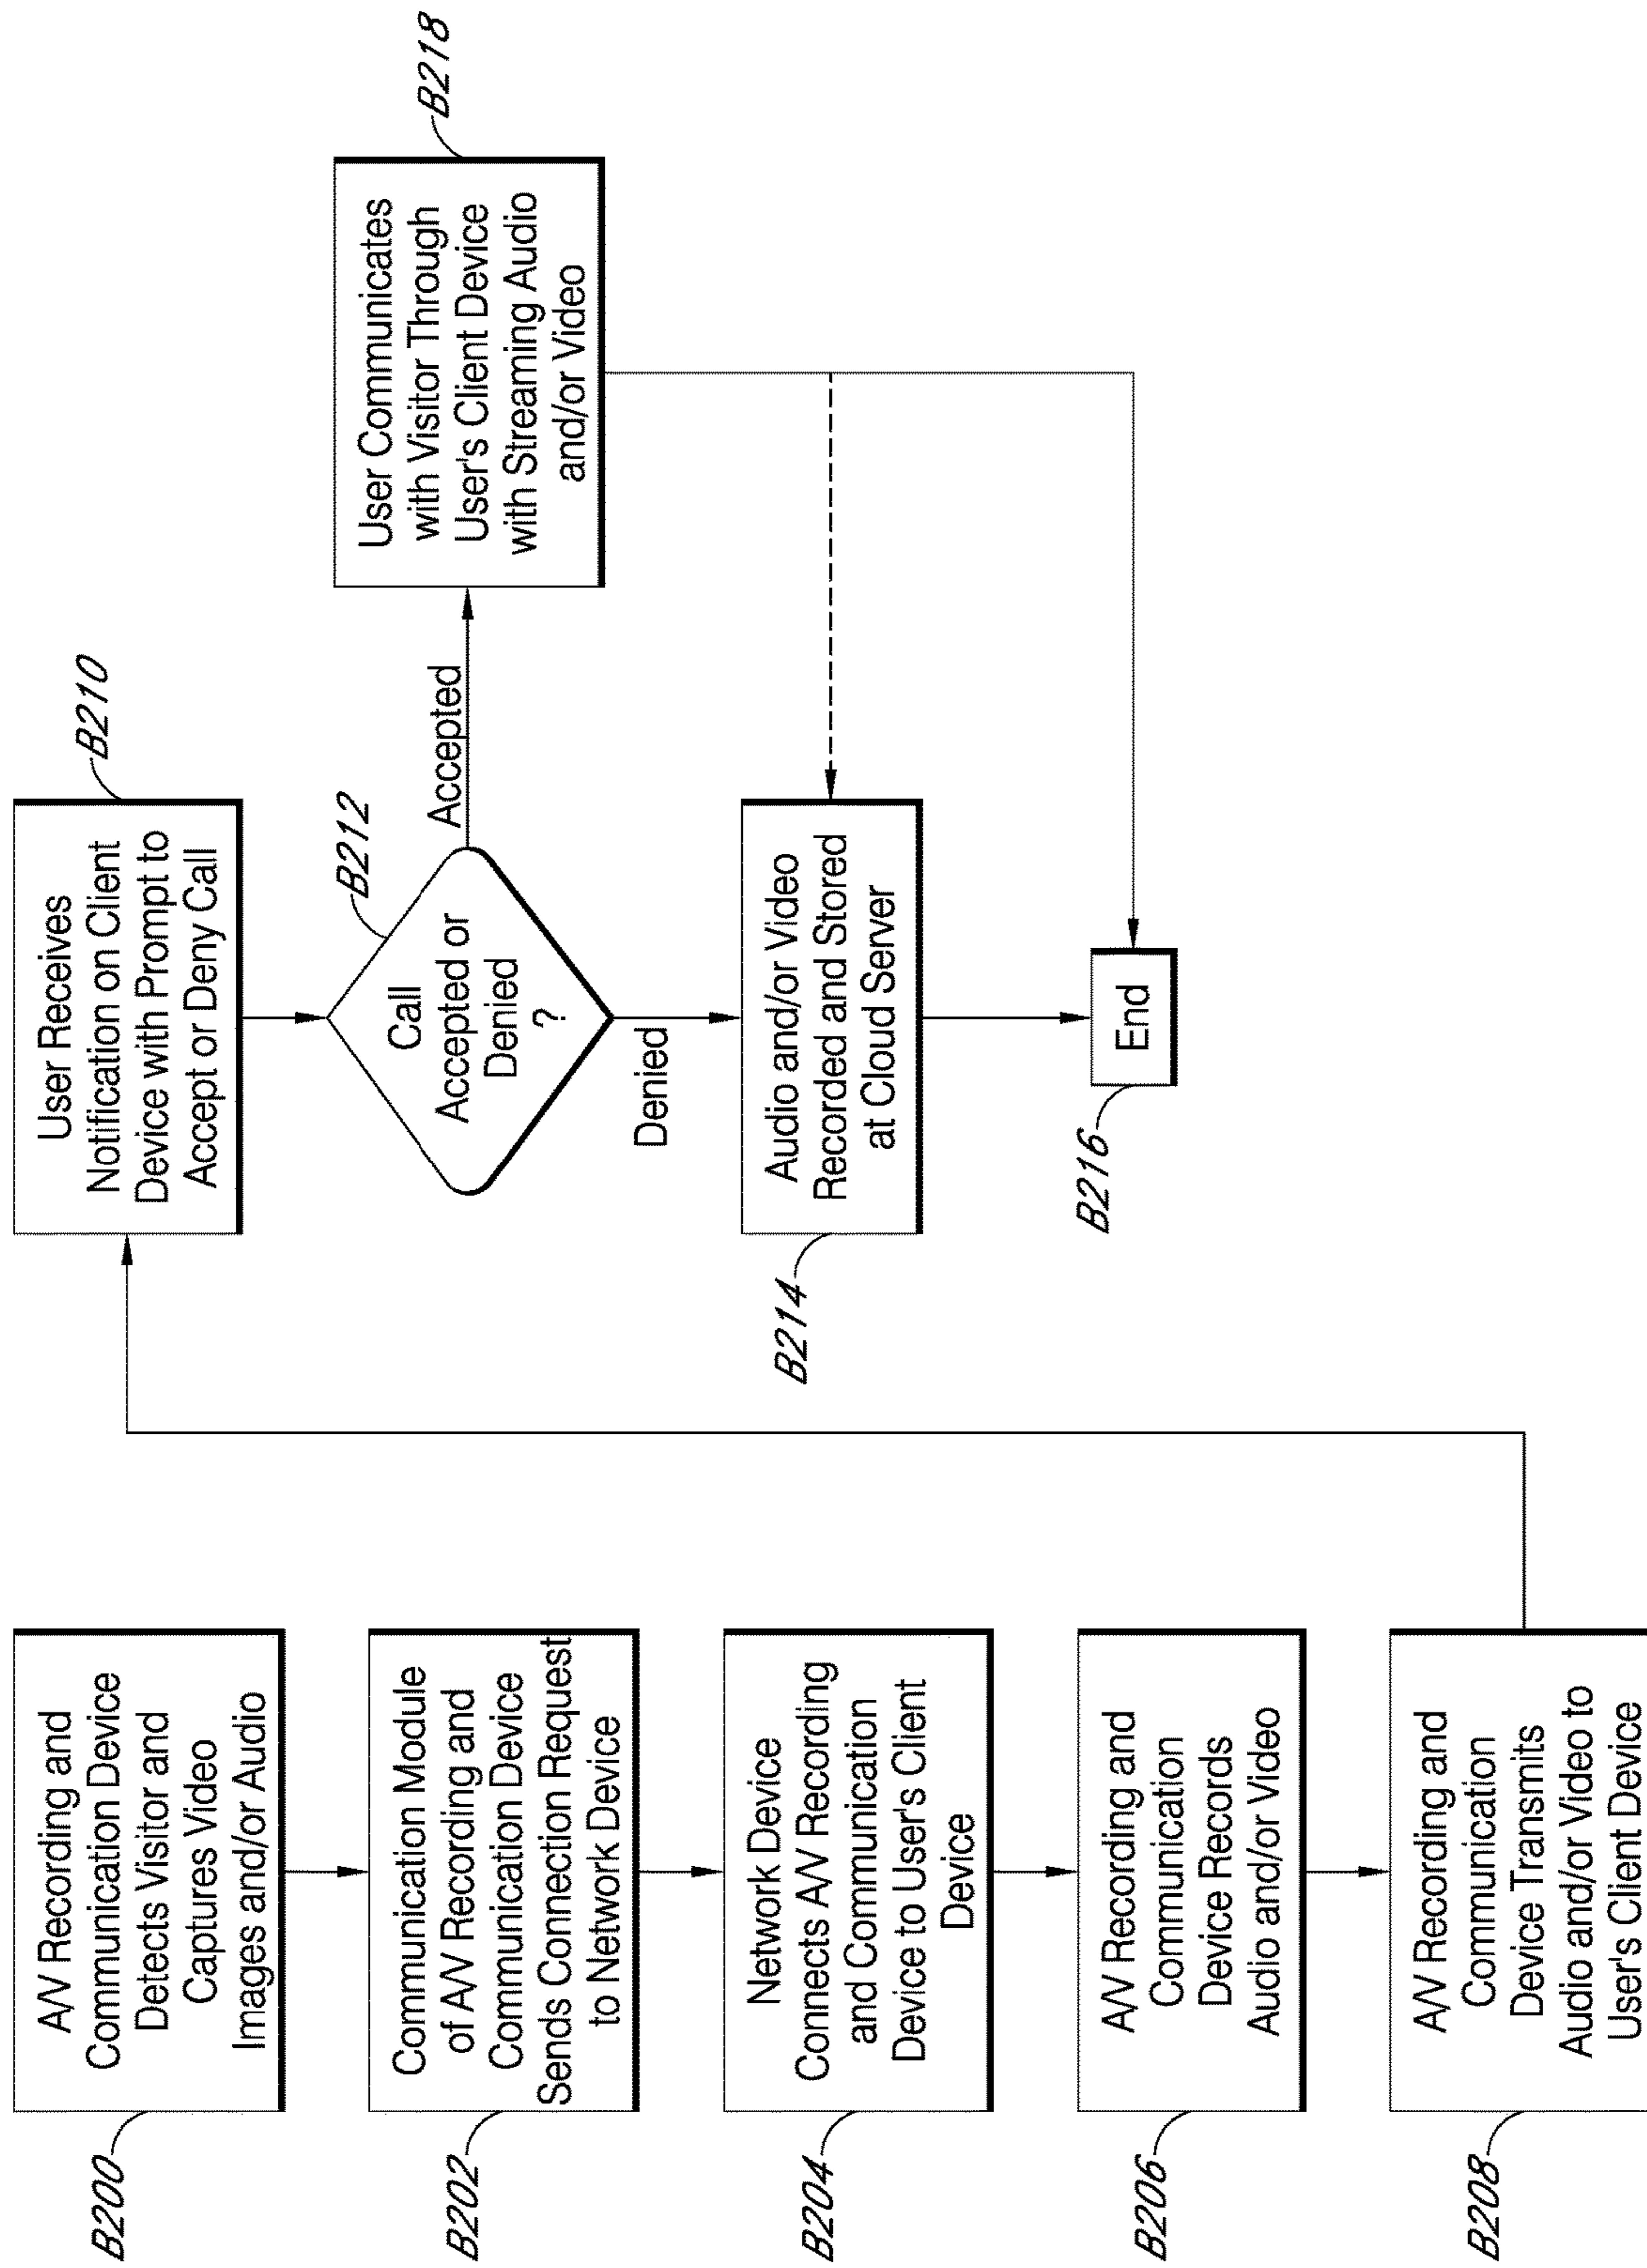 B200
A/V Recording and
Communication Device
Detects Visitor and
Captures Video
Images and/or Audio
B202
Communication Module
of A/V Recording and
Communication Device
Sends Connection Request
to Network Device
B204
Network Device
Connects A/V Recording
and Communication
Device to User's Client
Device
B206
A/V Recording and
Communication
Device Records
Audio and/or Video
B208
A/V Recording and
Communication
Device Transmits
Audio and/or Video to
User's Client Device
B210
User Receives
Notification on Client
Device with Prompt to
Accept or Deny Call
B212
Call
Accepted or
Denied
?
Accepted
Denied
B218
User Communicates
with Visitor Through
User's Client Device
with Streaming Audio
and/or Video
B214
Audio and/or Video
Recorded and Stored
at Cloud Server
B216
End